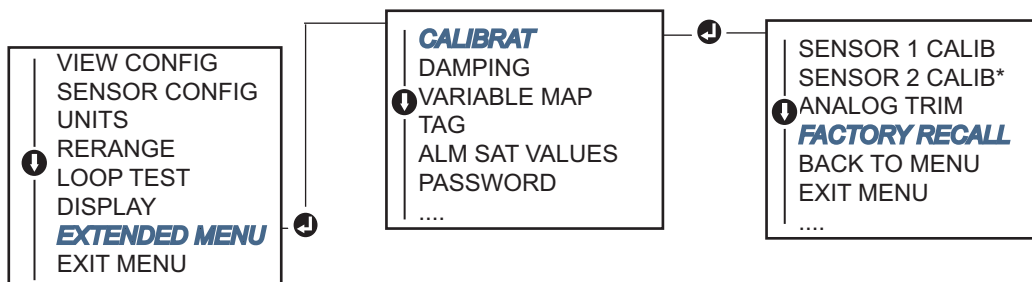 VIEW CONFIG
SENSOR CONFIG
UNITS
RERANGE
LOOP TEST
DISPLAY
EXTENDED MENU
EXIT MENU
CALIBRAT
DAMPING
VARIABLE MAP
TAG
ALM SAT VALUES
PASSWORD
....
SENSOR 1 CALIB
SENSOR 2 CALIB*
ANALOG TRIM
FACTORY RECALL
BACK TO MENU
EXIT MENU
....